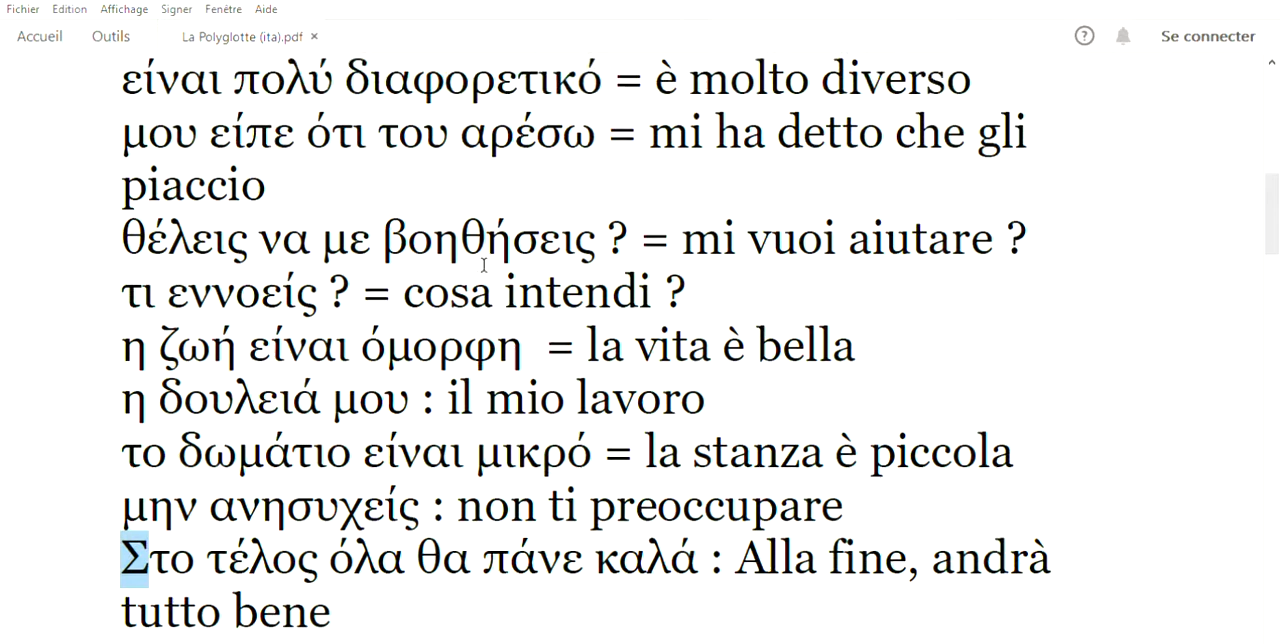 Fichier Edition Affichage Signer Fenêtre Aide
Accueil Outils La Polyglotte (ita).pdf × ? Se connecter
είναι πολύ διαφορετικό = è molto diverso
μου είπε ότι του αρέσω = mi ha detto che gli
piaccio
θέλεις να με βοηθήσεις ? = mi vuoi aiutare ?
τι εννοείς ? = cosa intendi ?
η ζωή είναι όμορφη = la vita è bella
η δουλειά μου : il mio lavoro
το δωμάτιο είναι μικρό = la stanza è piccola
μην ανησυχείς : non ti preoccupare
Στο τέλος όλα θα πάνε καλά : Alla fine, andrà
tutto bene